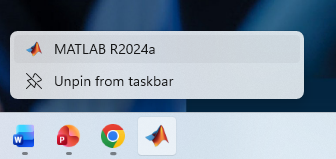 MATLAB R2024a
Unpin from taskbar
W
P